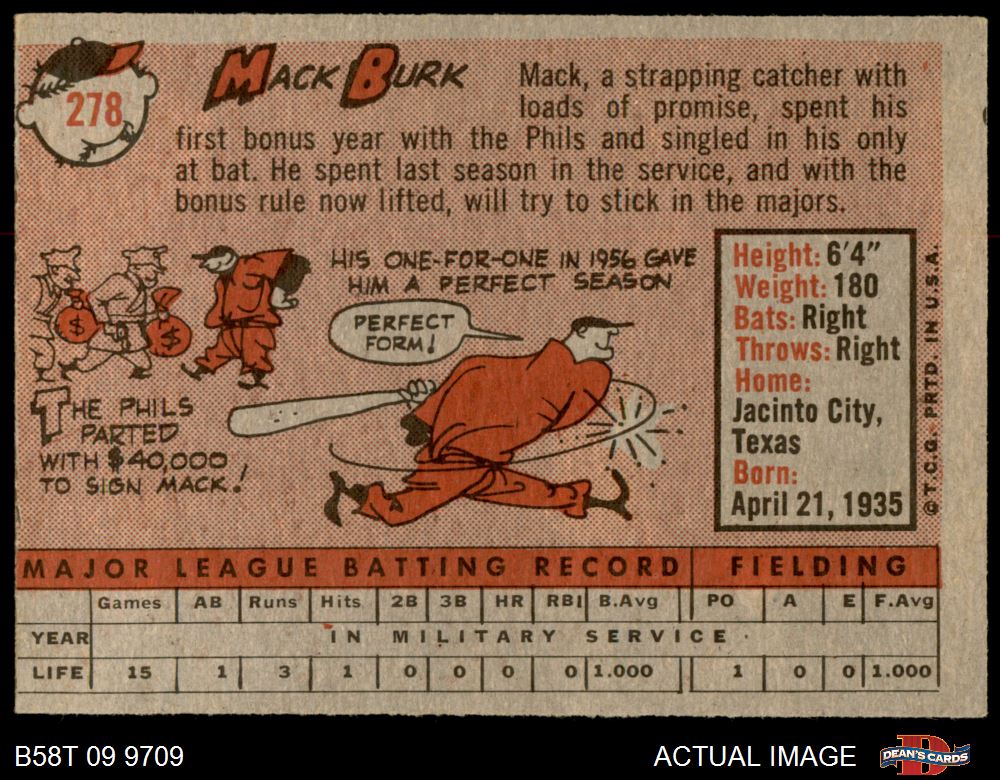 278
MACK BURK
Mack, a strapping catcher with
loads of promise, spent his
first bonus year with the Phils and singled in his only
at bat. He spent last season in the service, and with the
bonus rule now lifted, will try to stick in the majors.
$
$
THE PHILS
PARTED
WITH $40,000
TO SIGN MACK!
HIS ONE-FOR-ONE IN 1956 GAVE
HIM A PERFECT SEASON
PERFECT
FORM!
Height: 6'4"
Weight: 180
Bats: Right
Throws: Right
Home:
Jacinto City,
Texas
Born:
April 21, 1935
©T.C.G. PRTD. IN U.S.A.
MAJOR LEAGUE BATTING RECORD FIELDING
Games AB Runs Hits 2B 3B HR RBI B.Avg PO A E F.Avg
YEAR IN MILITARY SERVICE
LIFE 15 1 3 1 0 0 0 0 1.000 1 0 0 1.000
B58T 09 9709
ACTUAL IMAGE
DEAN'S CARDS